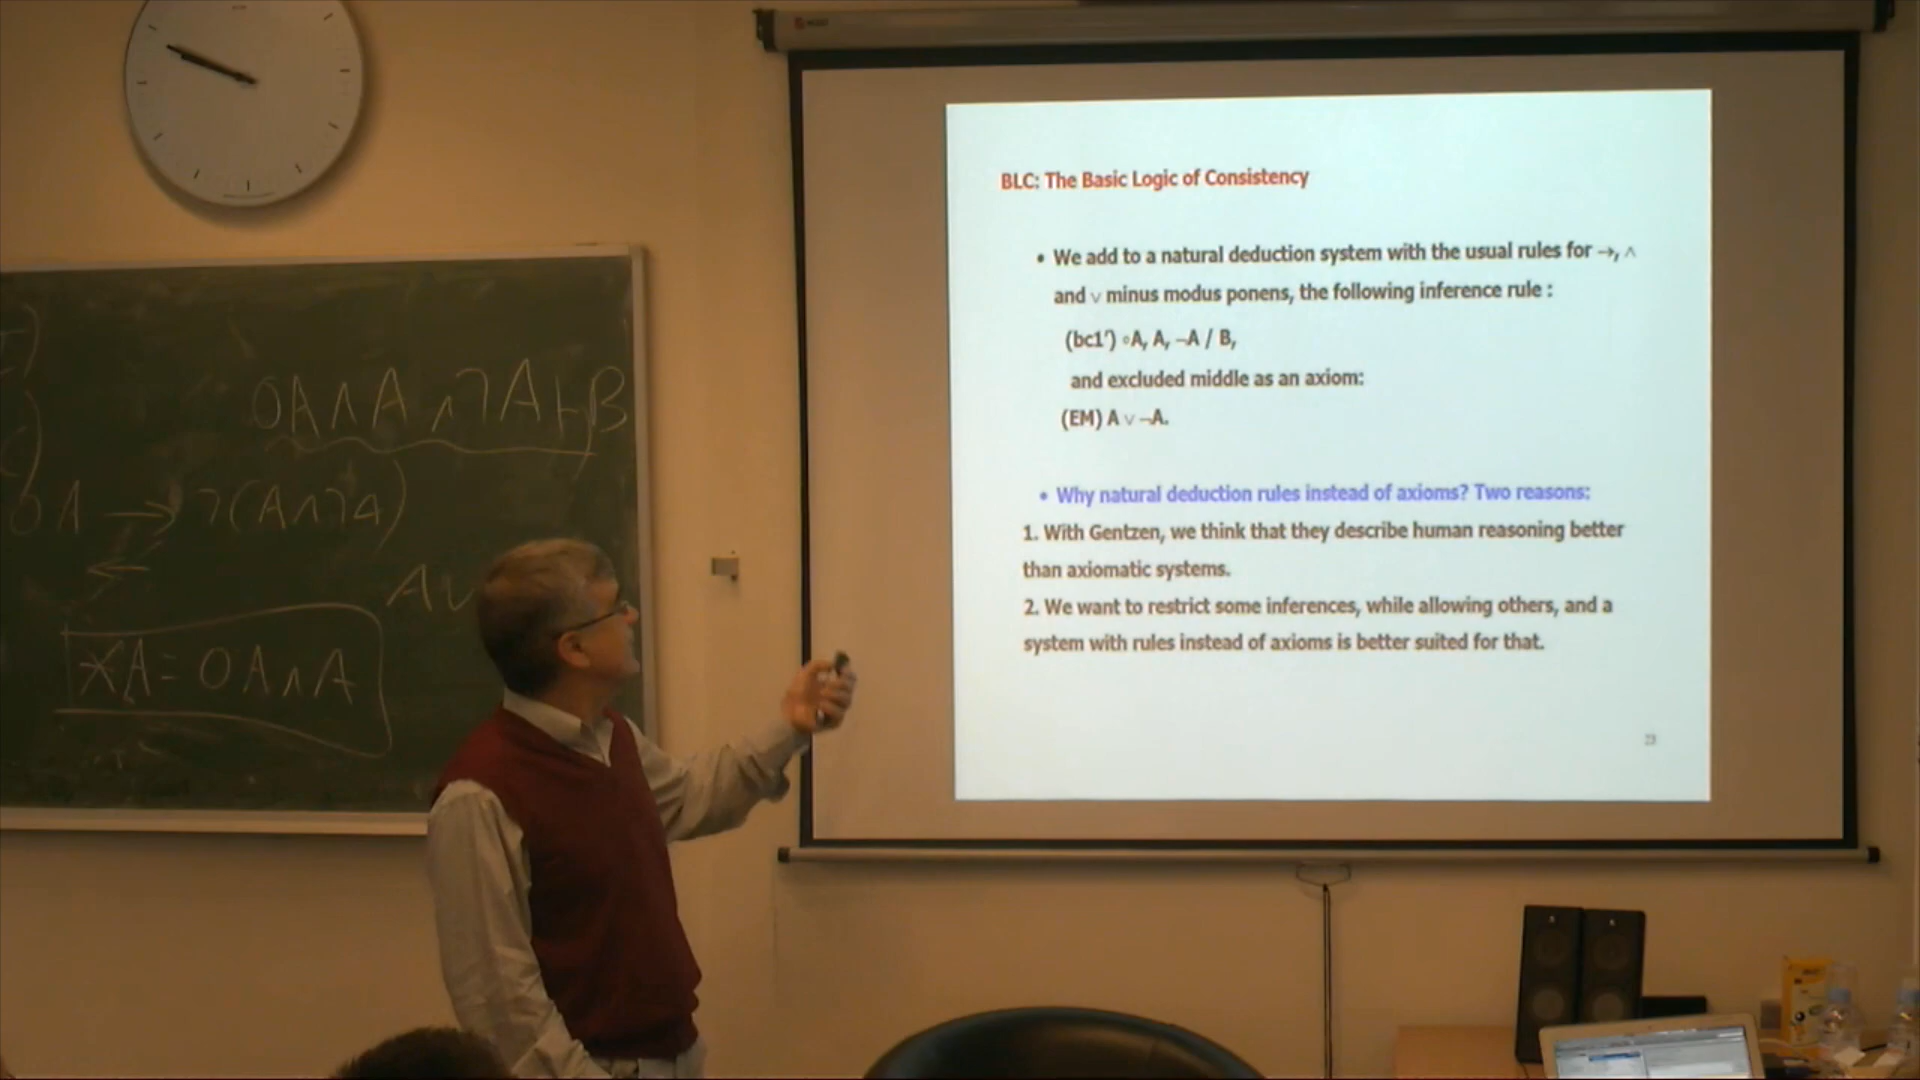 ∘A ∧ A ∧ ¬A ⊢ B
∘A → ¬(A∧¬A)
←
A ∨
*A = ∘A ∧ A
BLC: The Basic Logic of Consistency
• We add to a natural deduction system with the usual rules for →, ∧
and ∨ minus modus ponens, the following inference rule :
(bc1') ∘A, A, ¬A / B,
and excluded middle as an axiom:
(EM) A ∨ ¬A.
• Why natural deduction rules instead of axioms? Two reasons:
1. With Gentzen, we think that they describe human reasoning better
than axiomatic systems.
2. We want to restrict some inferences, while allowing others, and a
system with rules instead of axioms is better suited for that.
23